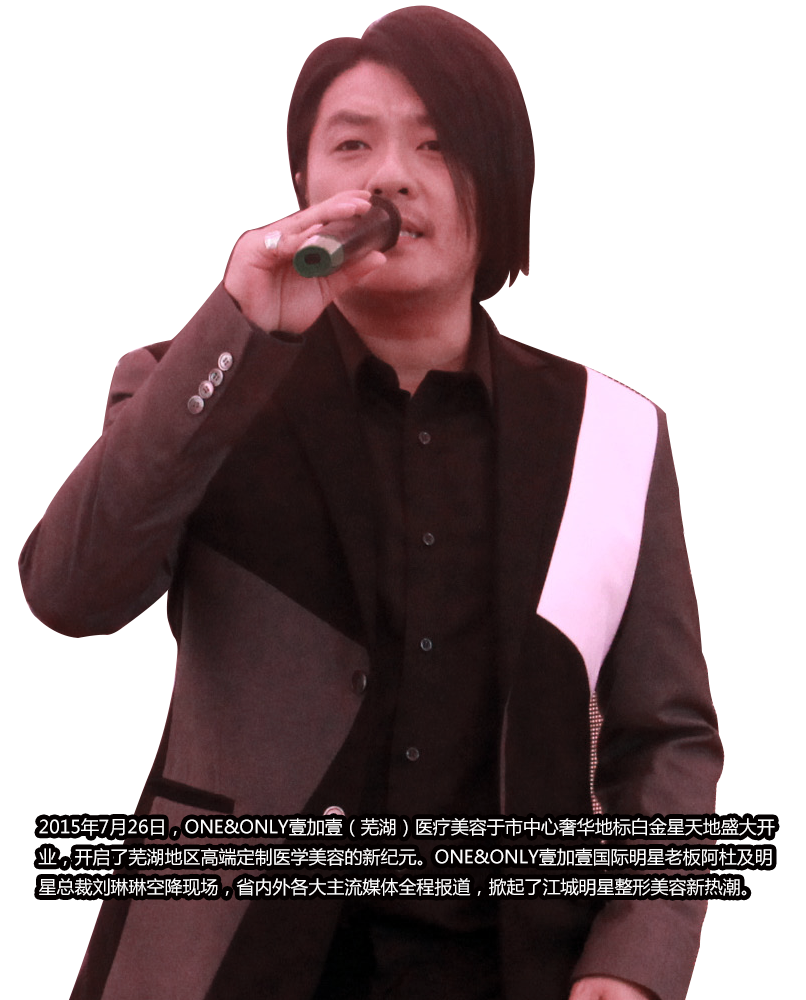 2015年7月26日，ONE&ONLY壹加壹（芜湖）医疗美容于市中心奢华地标白金星天地盛大开
业，开启了芜湖地区高端定制医学美容的新纪元。ONE&ONLY壹加壹国际明星老板阿杜及明
星总裁刘琳琳空降现场，省内外各大主流媒体全程报道，掀起了江城明星整形美容新热潮。